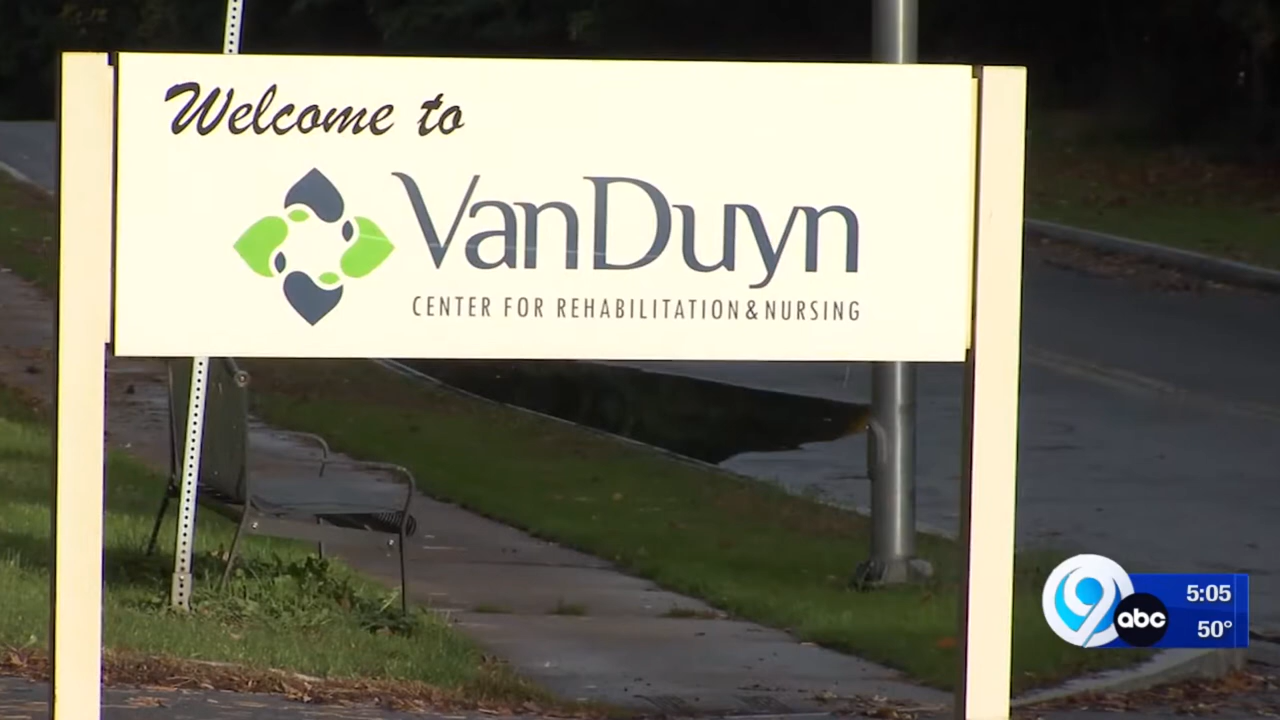 Welcome to
VanDuyn
CENTER FOR REHABILITATION & NURSING
9
abc
5:05
50°